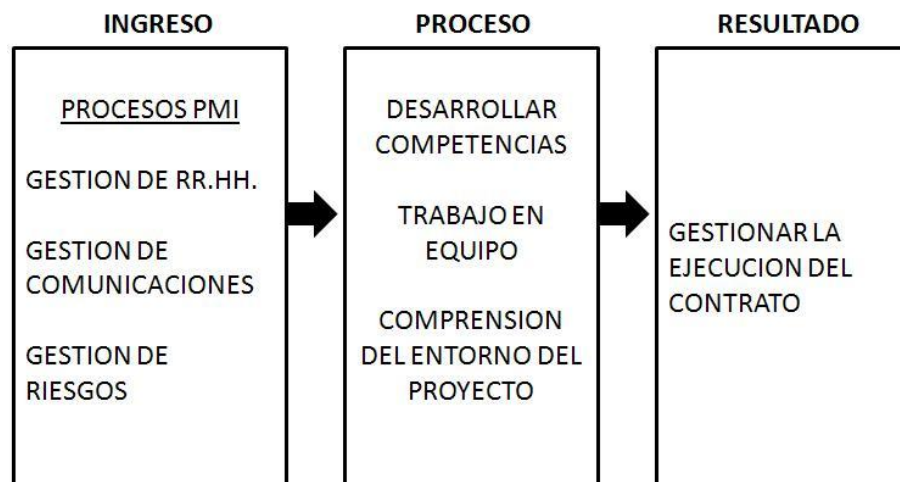 INGRESO
PROCESOS PMI
GESTION DE RR.HH.
GESTION DE
COMUNICACIONES
GESTION DE
RIESGOS
PROCESO
DESARROLLAR
COMPETENCIAS
TRABAJO EN
EQUIPO
COMPRENSION
DEL ENTORNO DEL
PROYECTO
RESULTADO
GESTIONAR LA
EJECUCION DEL
CONTRATO